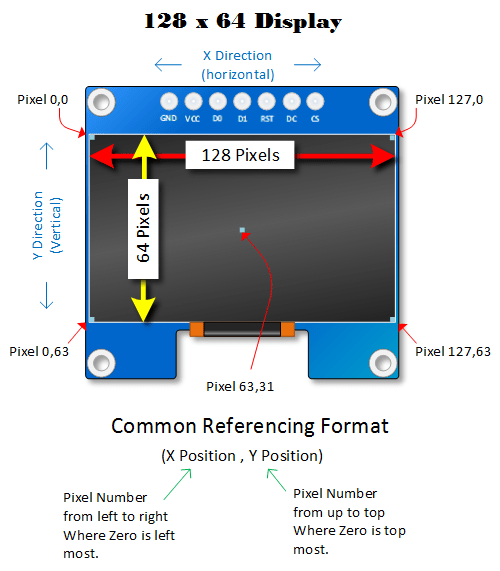 128 x 64 Display
X Direction
(horizontal)
Pixel 0,0
Pixel 127,0
GND VCC D0 D1 RST DC CS
128 Pixels
Y Direction
(Vertical)
64 Pixels
Pixel 0,63
Pixel 127,63
Pixel 63,31
Common Referencing Format
(X Position , Y Position)
Pixel Number
from left to right
Where Zero is left
most.
Pixel Number
from up to top
Where Zero is top
most.